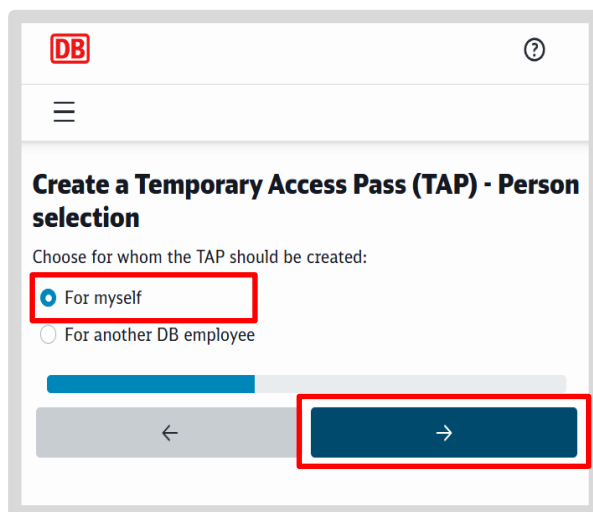 DB
Create a Temporary Access Pass (TAP) - Person
selection
Choose for whom the TAP should be created:
For myself
For another DB employee